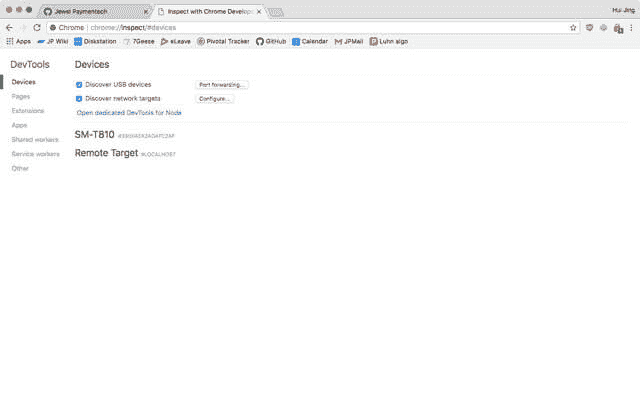 Jewel Paymentech
Inspect with Chrome Develope
Hui-Jing
Chrome chrome://inspect/#devices
Apps JP Wiki Diskstation 7Geese eLeave Pivotal Tracker GitHub Calendar JPMail Luhn algo
DevTools
Devices
Pages
Extensions
Apps
Shared workers
Service workers
Other
Devices
Discover USB devices Port forwarding...
Discover network targets Configure...
Open dedicated DevTools for Node
SM-T810
Remote Target #LOCALHOST